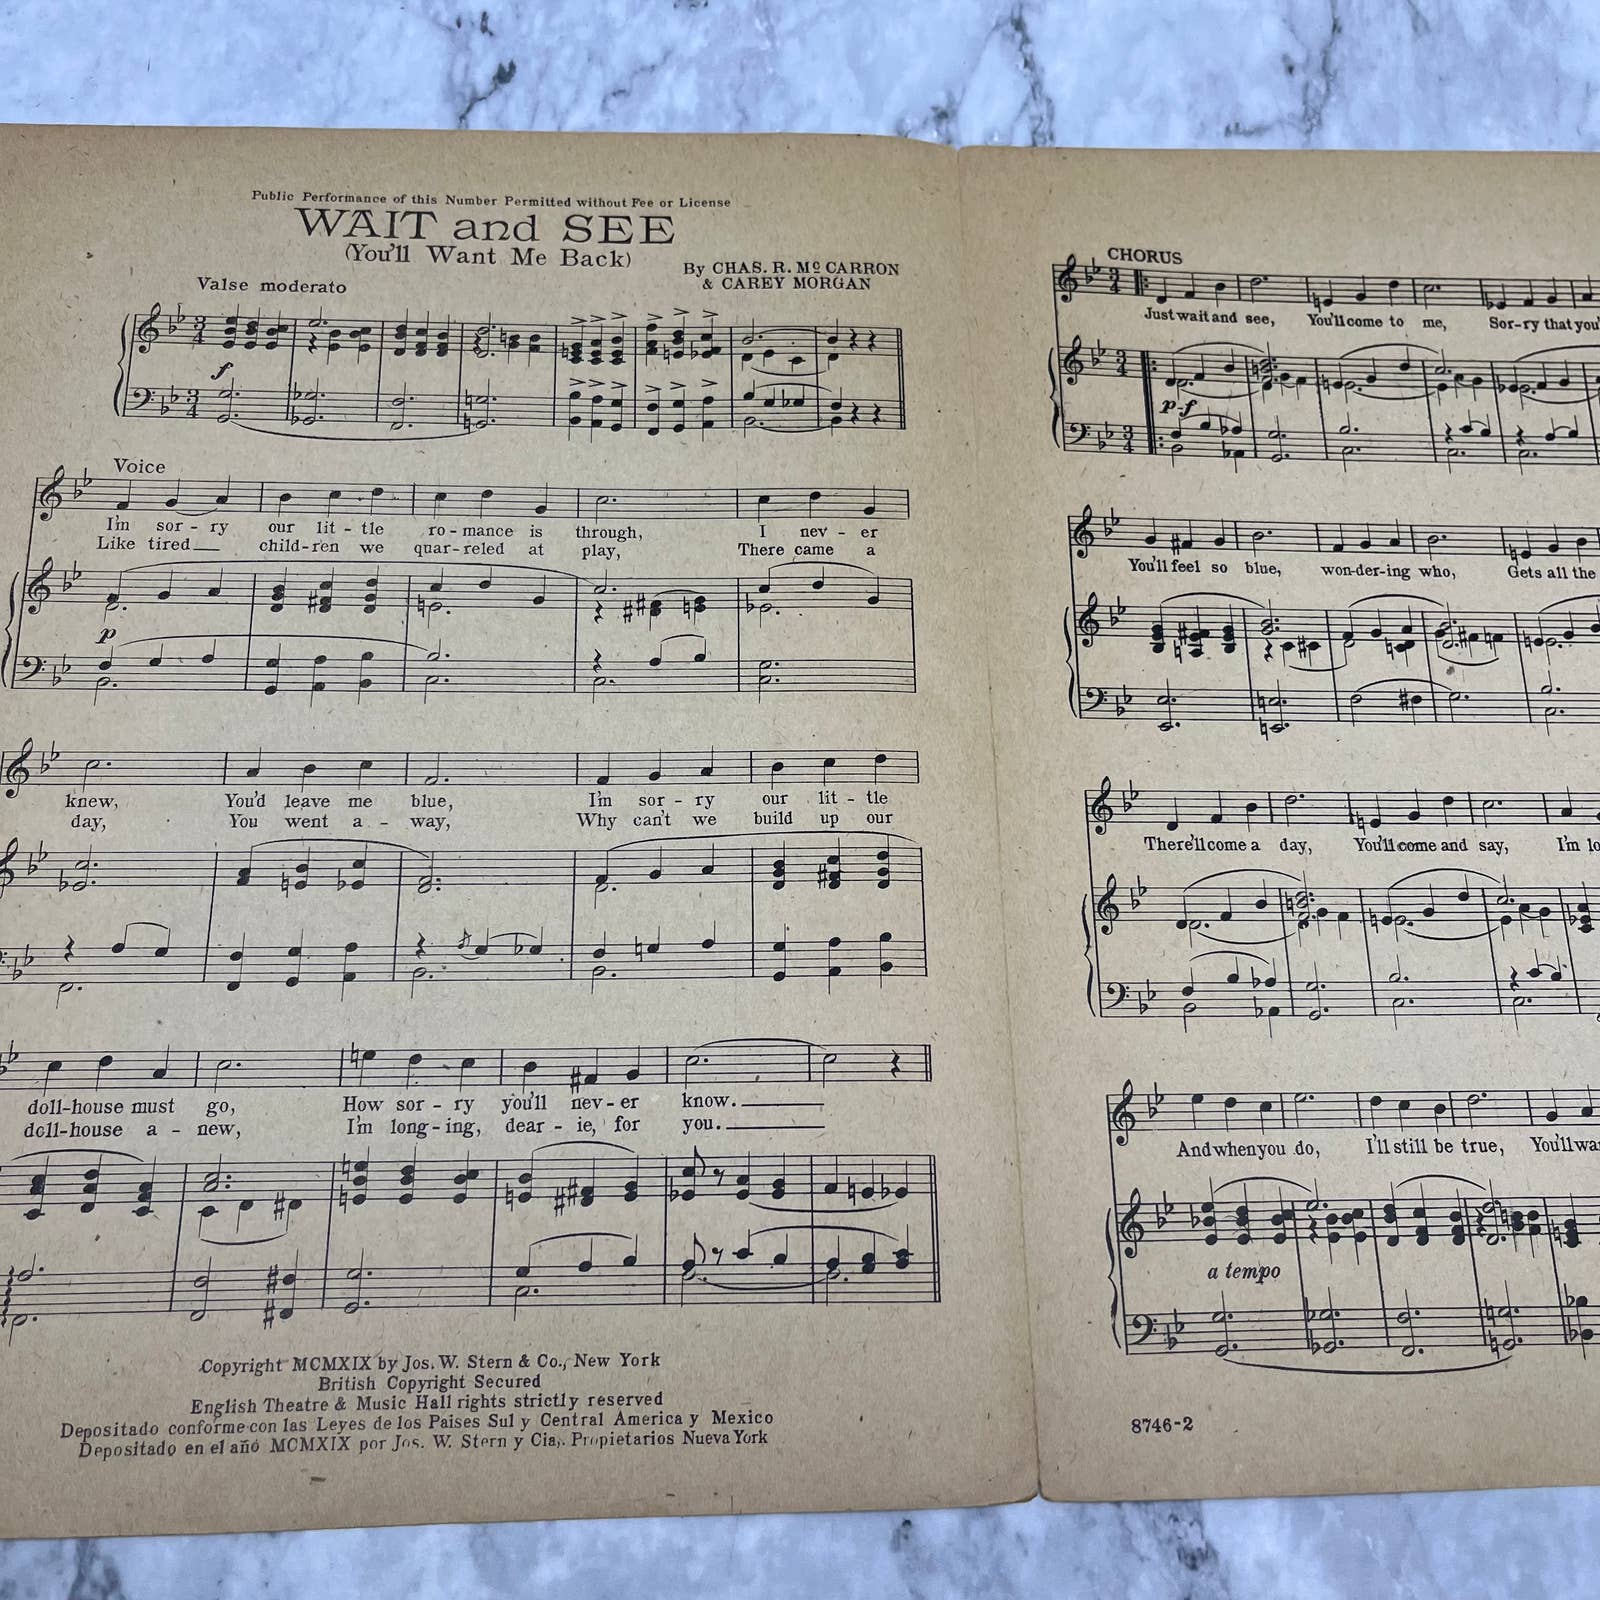 Public Performance of this Number Permitted without Fee or License
WAIT and SEE
(You'll Want Me Back)
By CHAS. R. Mc CARRON
& CAREY MORGAN
Valse moderato
f
Voice
I'm sor - ry our lit - tle ro - mance is through, I nev - er
Like tired child - ren we quar - reled at play, There came a
p
knew, You'd leave me blue, I'm sor - ry our lit - tle
day, You went a - way, Why can't we build up our
doll-house must go, How sor - ry you'll nev - er know.
doll-house a - new, I'm long - ing, dear - ie, for you.
Copyright MCMXIX by Jos. W. Stern & Co., New York
British Copyright Secured
English Theatre & Music Hall rights strictly reserved
Depositado conforme con las Leyes de los Paises Sul y Central America y Mexico
Depositado en el año MCMXIX por Jos. W. Stern y Cia., Propietarios Nueva York
CHORUS
Just wait and see, You'll come to me, Sor - ry that you'
p-f
You'll feel so blue, won-der-ing who, Gets all the
There'll come a day, You'll come and say, I'm lo
And when you do, I'll still be true, You'll wa
a tempo
8746-2